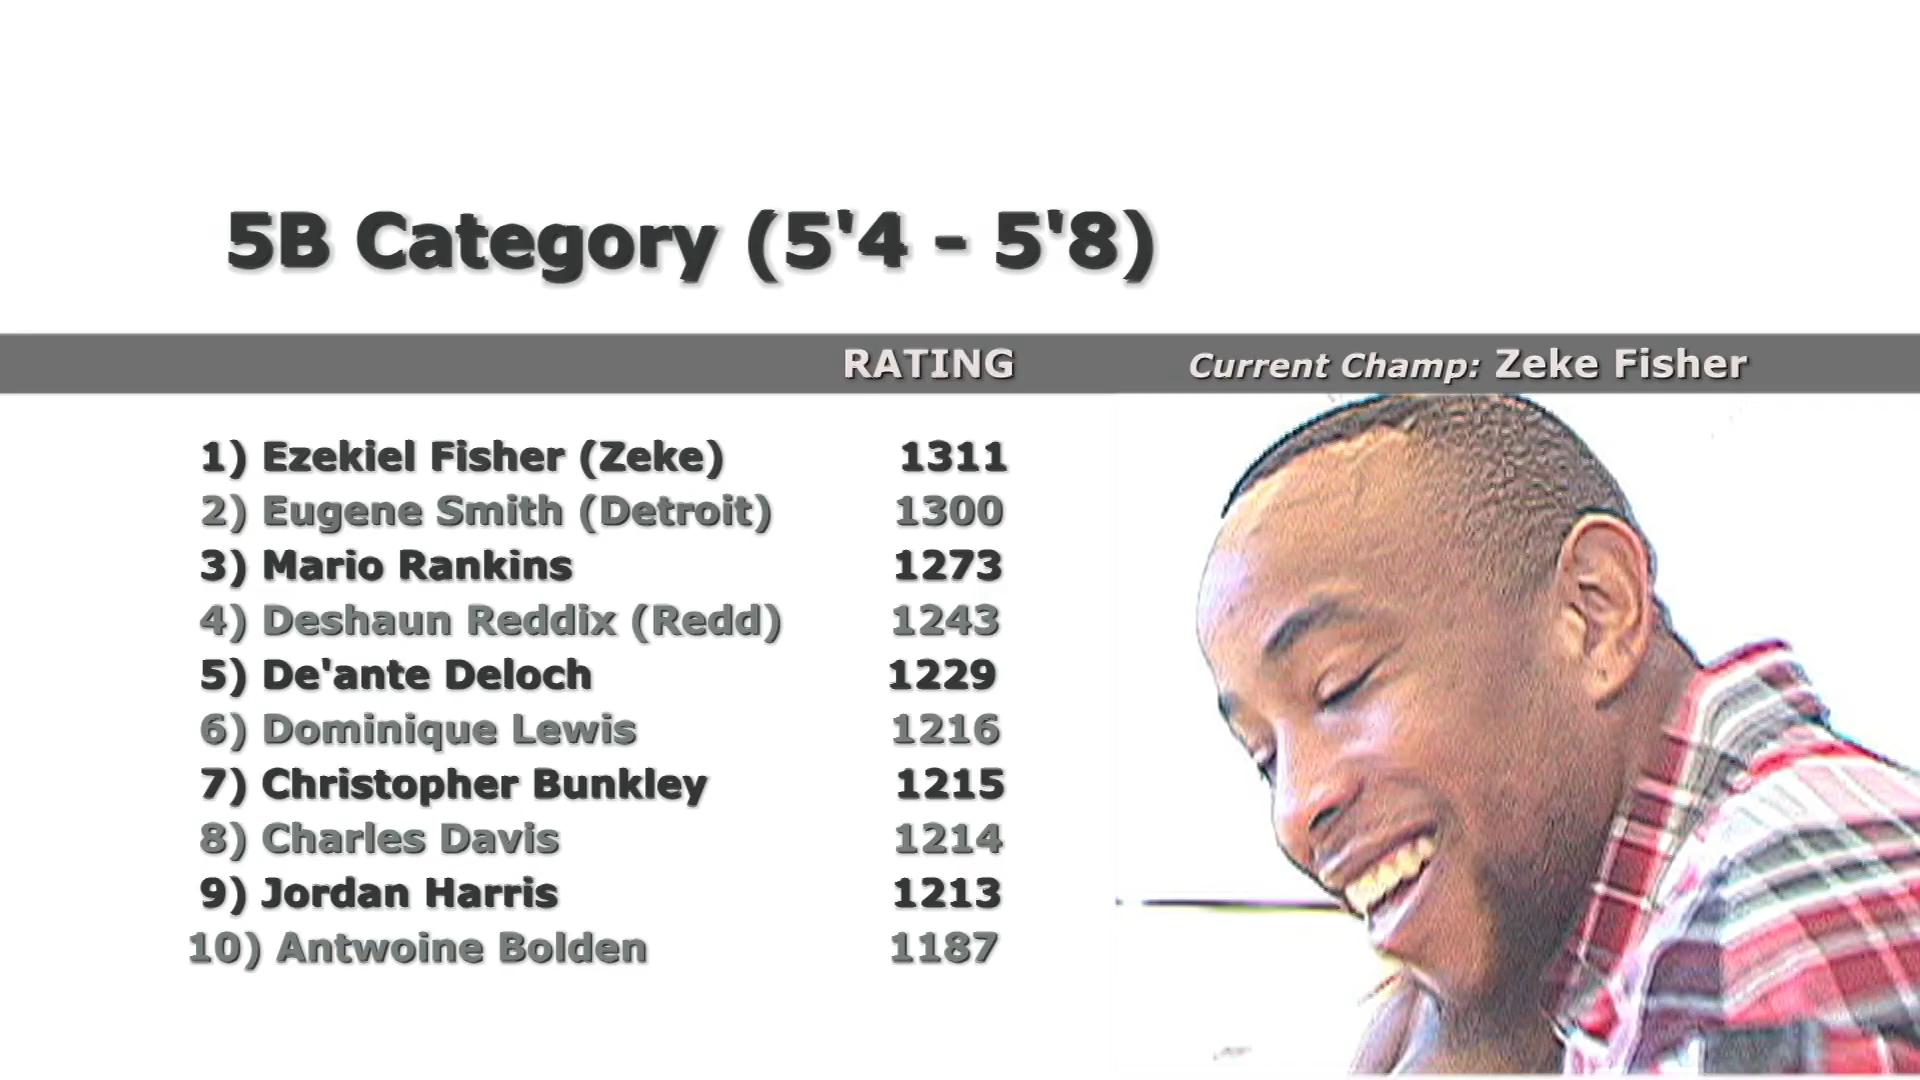 5B Category (5'4 - 5'8)
RATING
Current Champ: Zeke Fisher
1) Ezekiel Fisher (Zeke) 1311
2) Eugene Smith (Detroit) 1300
3) Mario Rankins 1273
4) Deshaun Reddix (Redd) 1243
5) De'ante Deloch 1229
6) Dominique Lewis 1216
7) Christopher Bunkley 1215
8) Charles Davis 1214
9) Jordan Harris 1213
10) Antwoine Bolden 1187